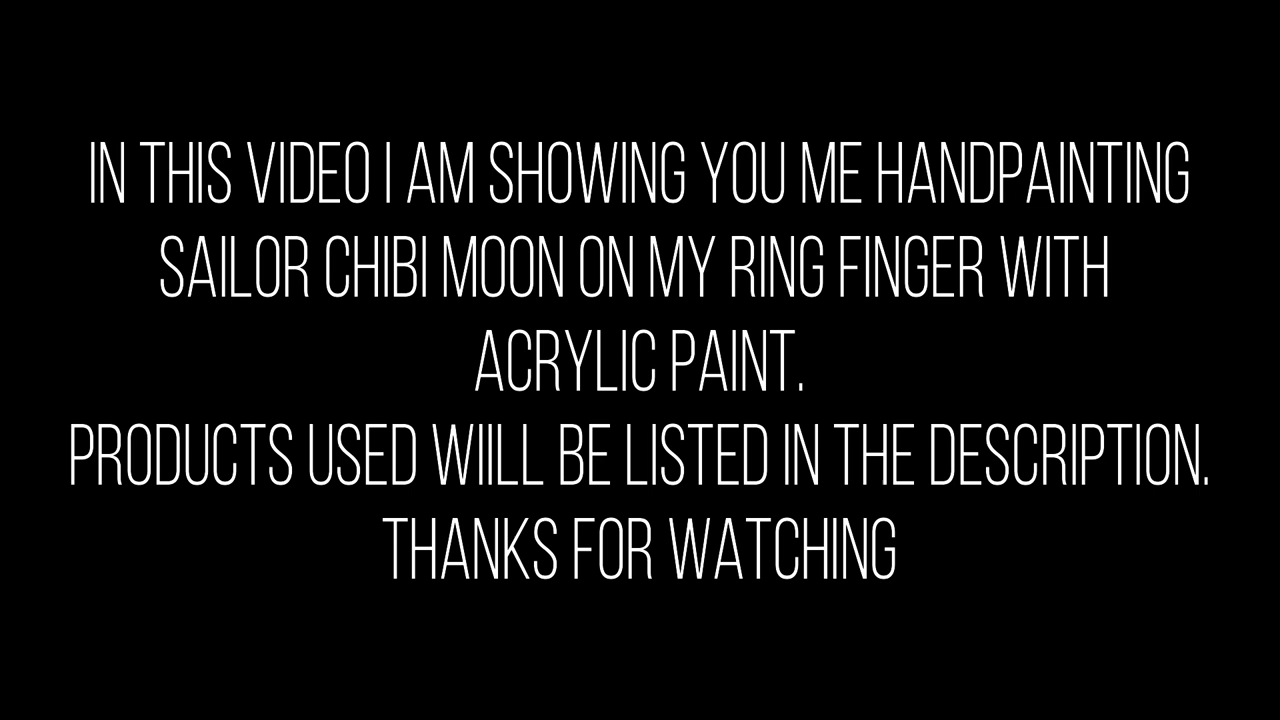 IN THIS VIDEO I AM SHOWING YOU ME HANDPAINTING
SAILOR CHIBI MOON ON MY RING FINGER WITH
ACRYLIC PAINT.
PRODUCTS USED WIILL BE LISTED IN THE DESCRIPTION.
THANKS FOR WATCHING